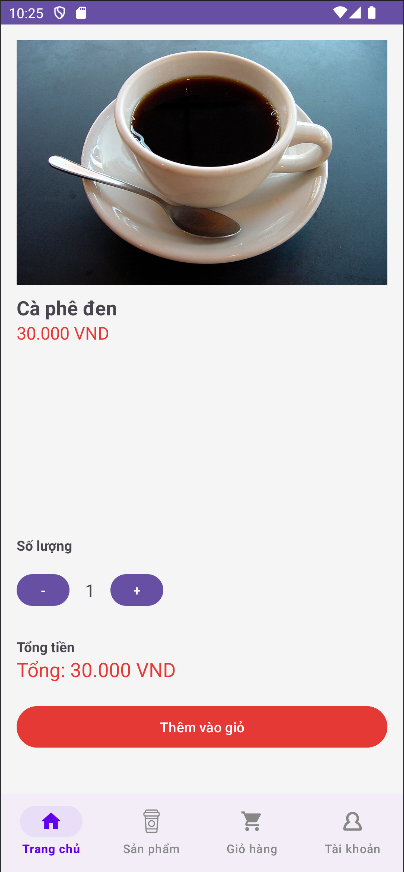 10:25
Cà phê đen
30.000 VND
Số lượng
- 1 +
Tổng tiền
Tổng: 30.000 VND
Thêm vào giỏ
Trang chủ Sản phẩm Giỏ hàng Tài khoản